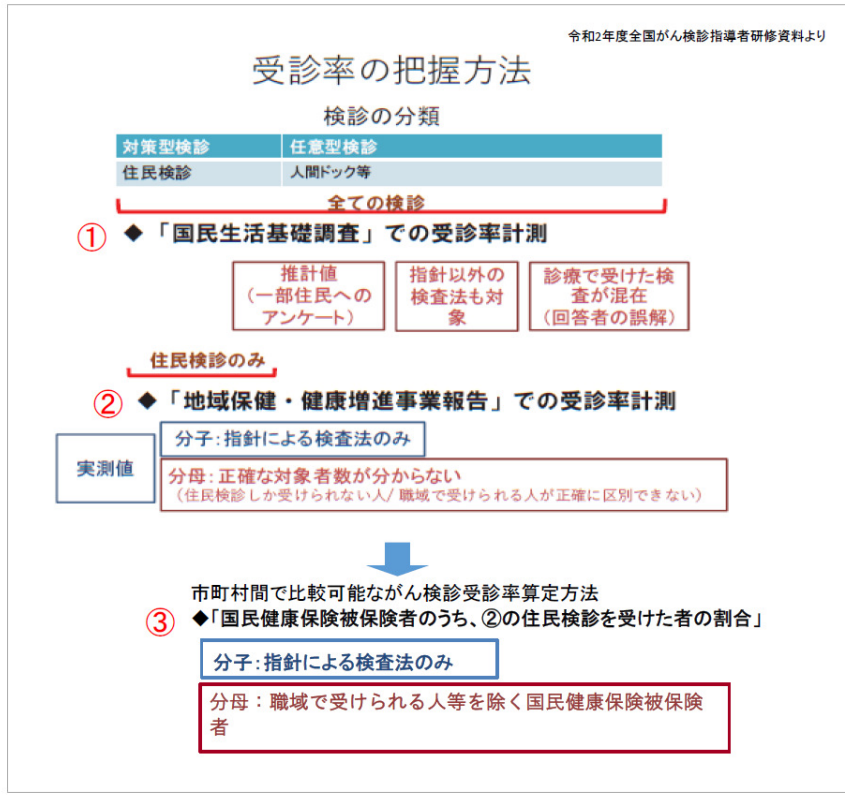 令和2年度全国がん検診指導者研修資料より
受診率の把握方法
検診の分類
対策型検診 任意型検診
住民検診 人間ドック等
全ての検診
① ◆ 「国民生活基礎調査」での受診率計測
推計値
（一部住民への
アンケート）
指針以外の
検査法も対
象
診療で受けた検
査が混在
（回答者の誤解）
住民検診のみ
② ◆ 「地域保健・健康増進事業報告」での受診率計測
実測値
分子：指針による検査法のみ
分母：正確な対象者数が分からない
（住民検診しか受けられない人/ 職域で受けられる人が正確に区別できない）
市町村間で比較可能ながん検診受診率算定方法
③ ◆「国民健康保険被保険者のうち、②の住民検診を受けた者の割合」
分子：指針による検査法のみ
分母：職域で受けられる人等を除く国民健康保険被保険
者